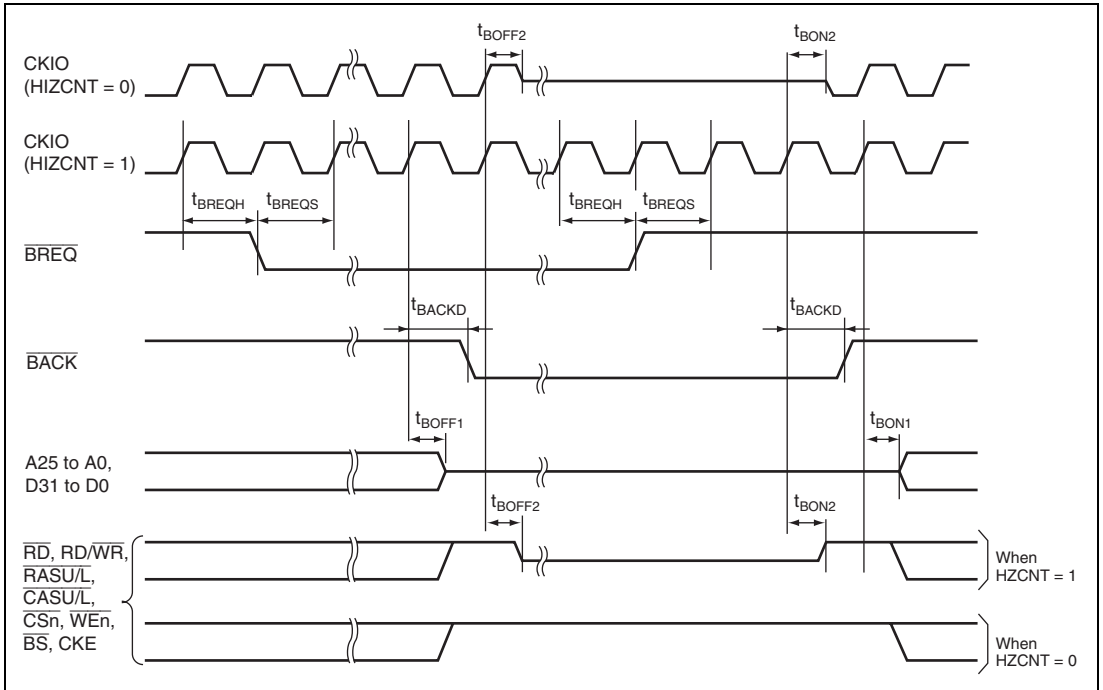 tBOFF2
tBON2
CKIO
(HIZCNT = 0)
CKIO
(HIZCNT = 1)
tBREQH
tBREQS
tBREQH
tBREQS
BREQ
tBACKD
tBACKD
BACK
tBOFF1
tBON1
A25 to A0,
D31 to D0
tBOFF2
tBON2
RD, RD/WR,
RASU/L,
CASU/L,
CSn, WEn,
BS, CKE
When
HZCNT = 1
When
HZCNT = 0